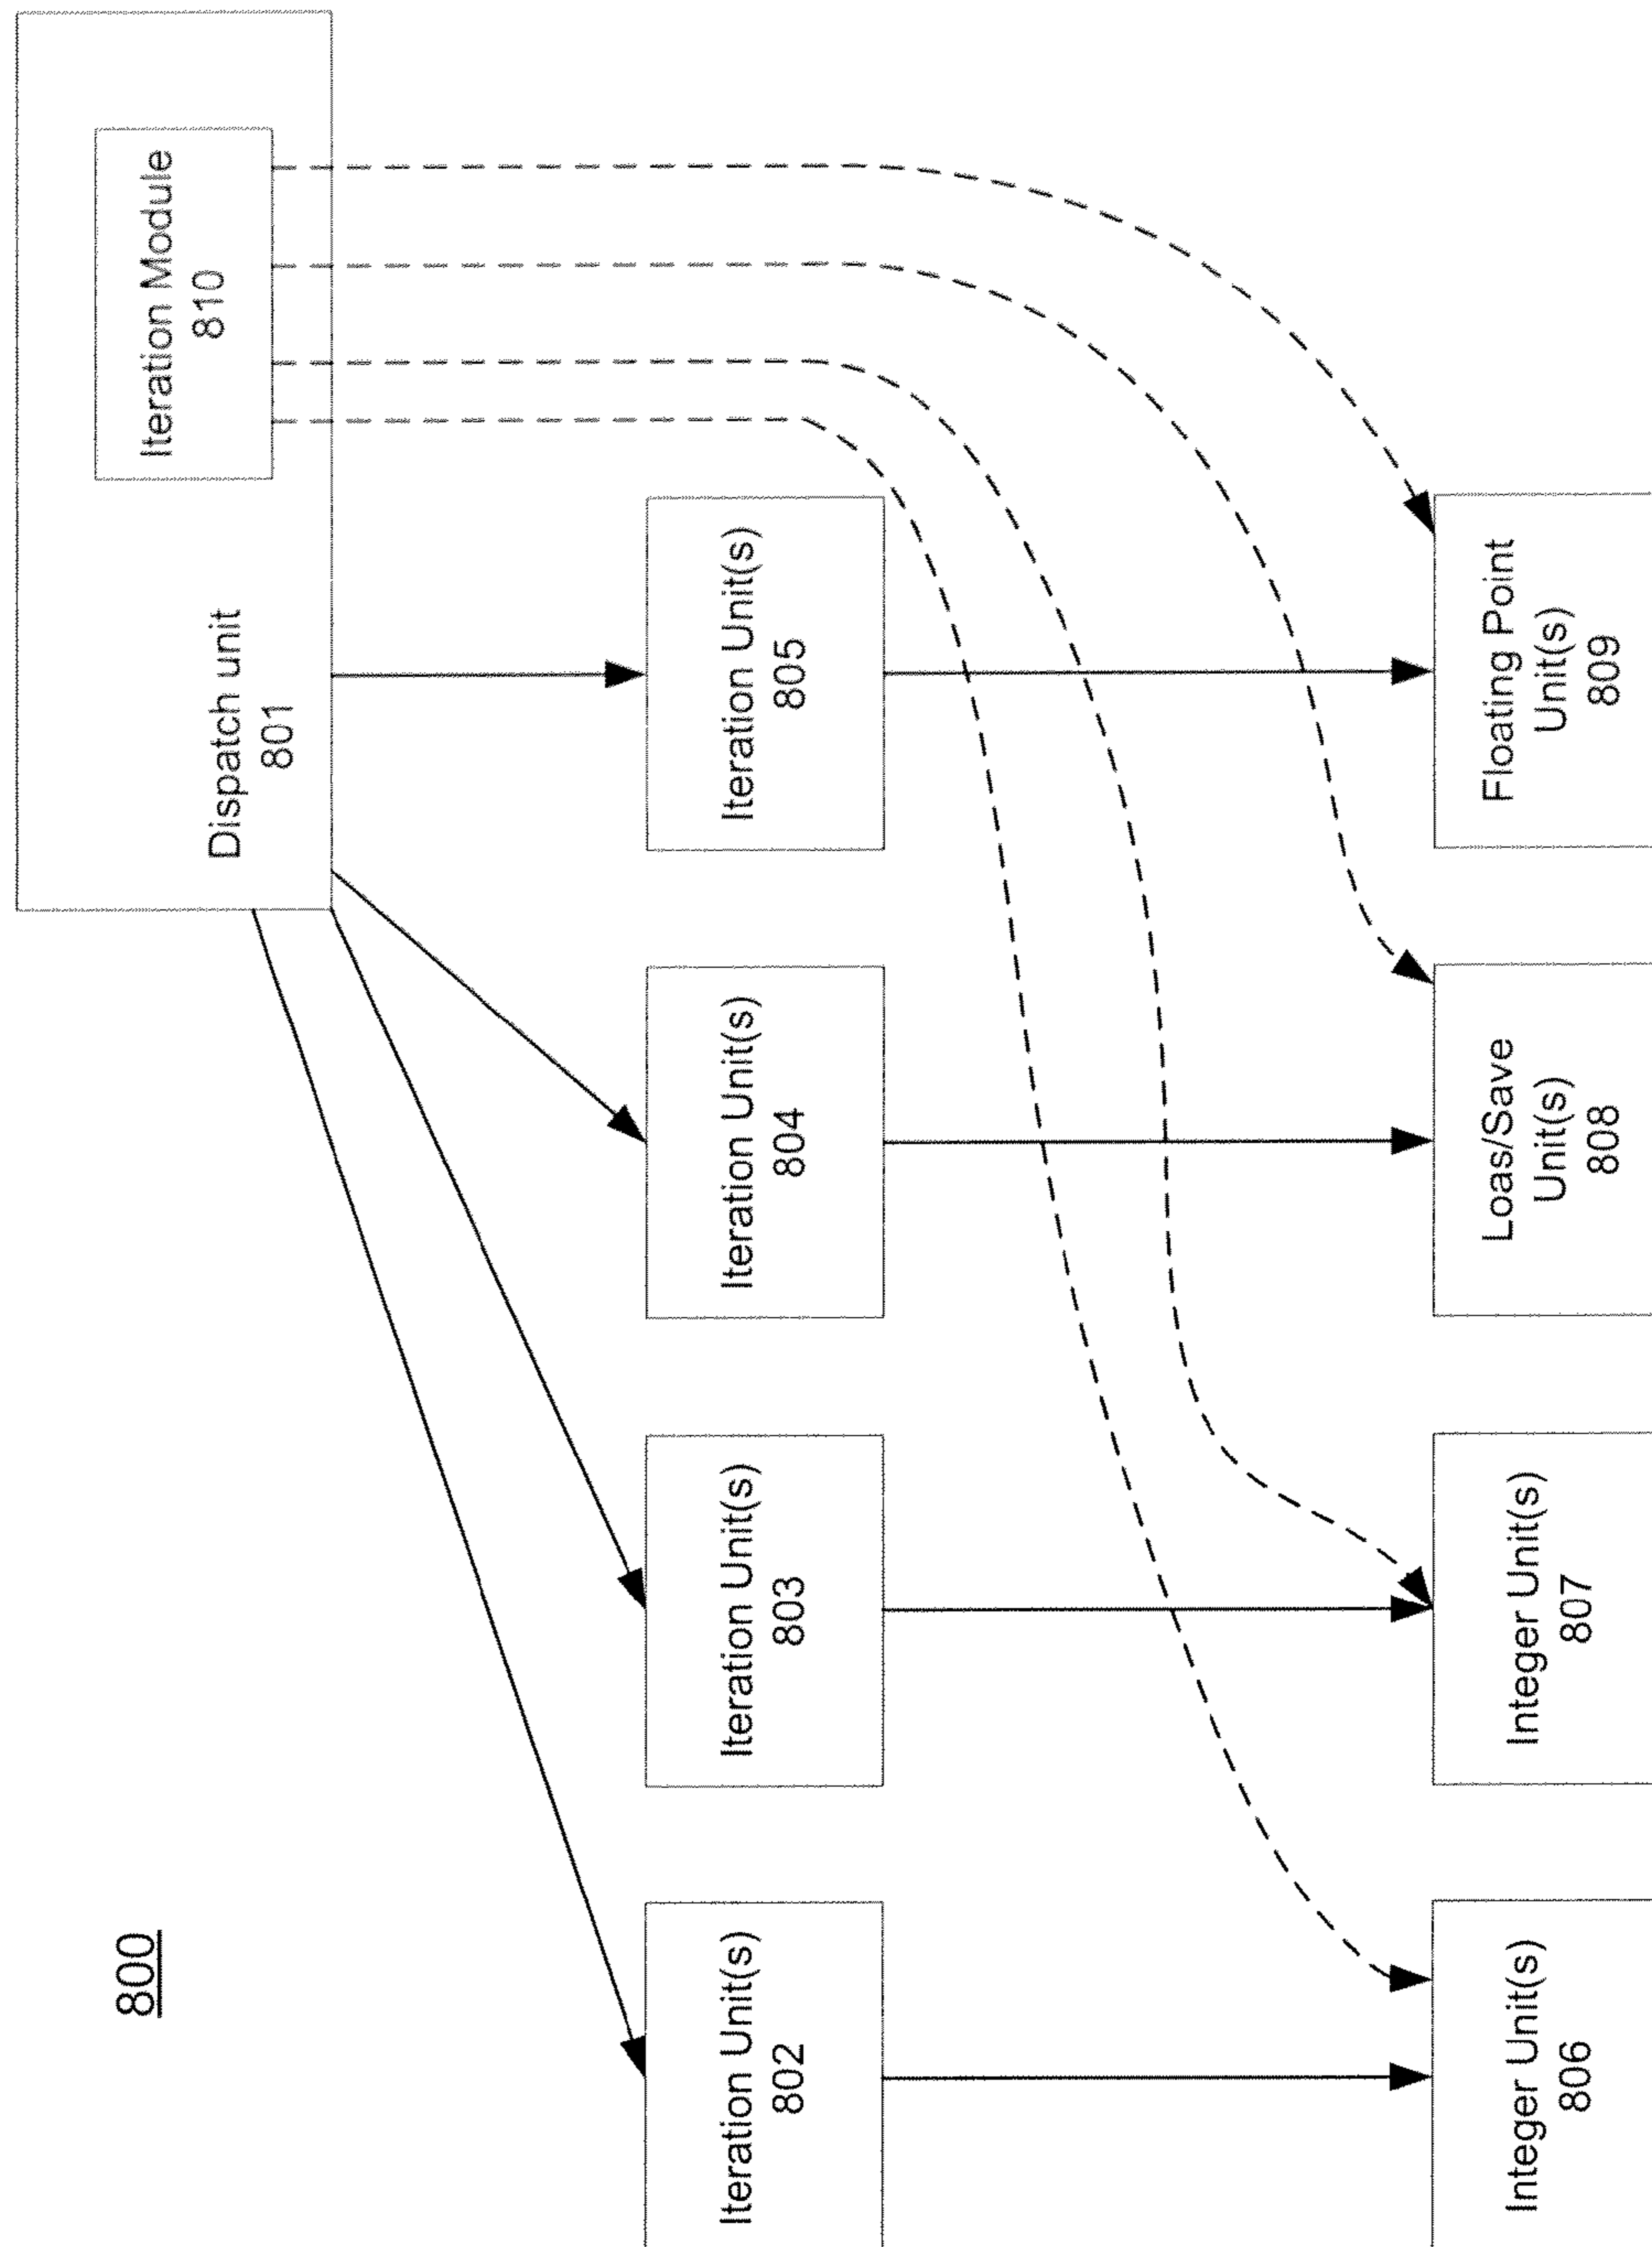 800
Iteration Module
810
Dispatch unit
801
Iteration Unit(s)
802
Iteration Unit(s)
803
Iteration Unit(s)
804
Iteration Unit(s)
805
Integer Unit(s)
806
Integer Unit(s)
807
Loas/Save
Unit(s)
808
Floating Point
Unit(s)
809